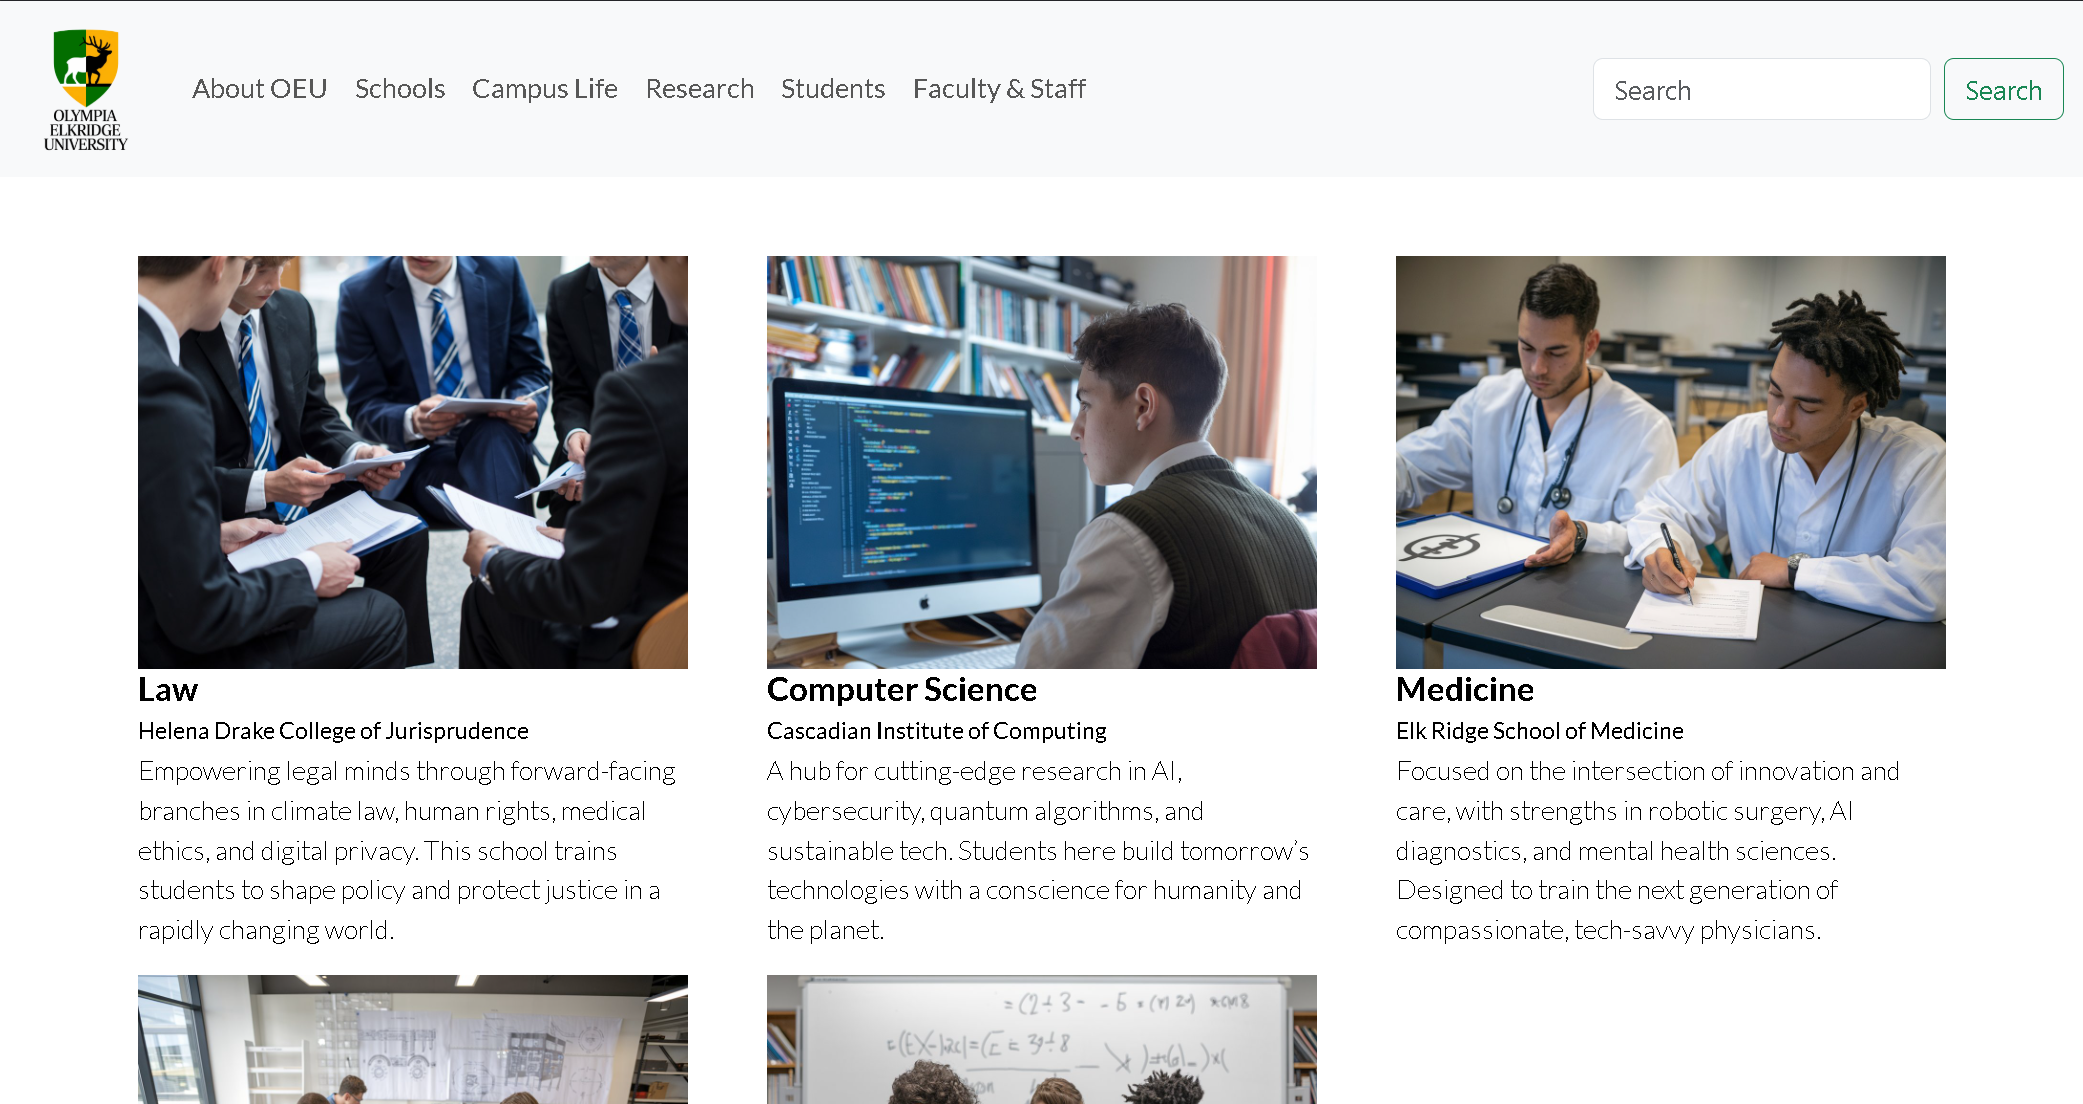 OLYMPIA
ELKRIDGE
UNIVERSITY
About OEU Schools Campus Life Research Students Faculty & Staff
Search
Search
Law
Helena Drake College of Jurisprudence
Empowering legal minds through forward-facing
branches in climate law, human rights, medical
ethics, and digital privacy. This school trains
students to shape policy and protect justice in a
rapidly changing world.
Computer Science
Cascadian Institute of Computing
A hub for cutting-edge research in AI,
cybersecurity, quantum algorithms, and
sustainable tech. Students here build tomorrow’s
technologies with a conscience for humanity and
the planet.
Medicine
Elk Ridge School of Medicine
Focused on the intersection of innovation and
care, with strengths in robotic surgery, AI
diagnostics, and mental health sciences.
Designed to train the next generation of
compassionate, tech-savvy physicians.